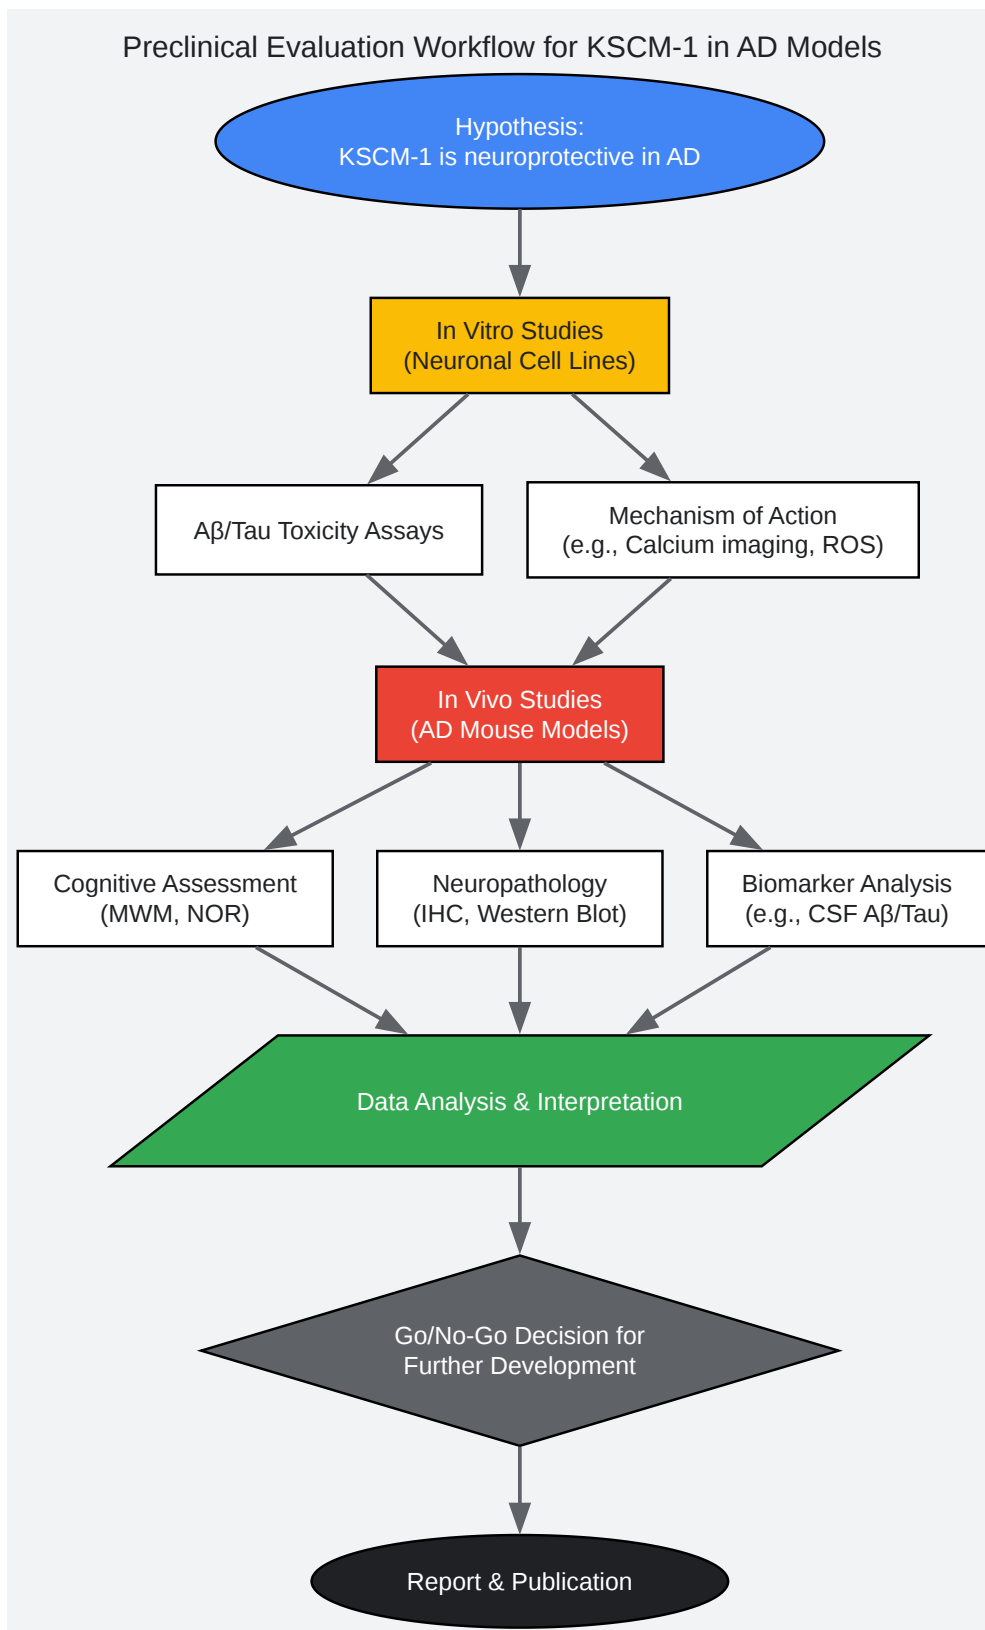 Preclinical Evaluation Workflow for KSCM-1 in AD Models
Hypothesis:
KSCM-1 is neuroprotective in AD
In Vitro Studies
(Neuronal Cell Lines)
Aβ/Tau Toxicity Assays
Mechanism of Action
(e.g., Calcium imaging, ROS)
In Vivo Studies
(AD Mouse Models)
Cognitive Assessment
(MWM, NOR)
Neuropathology
(IHC, Western Blot)
Biomarker Analysis
(e.g., CSF Aβ/Tau)
Data Analysis & Interpretation
Go/No-Go Decision for
Further Development
Report & Publication